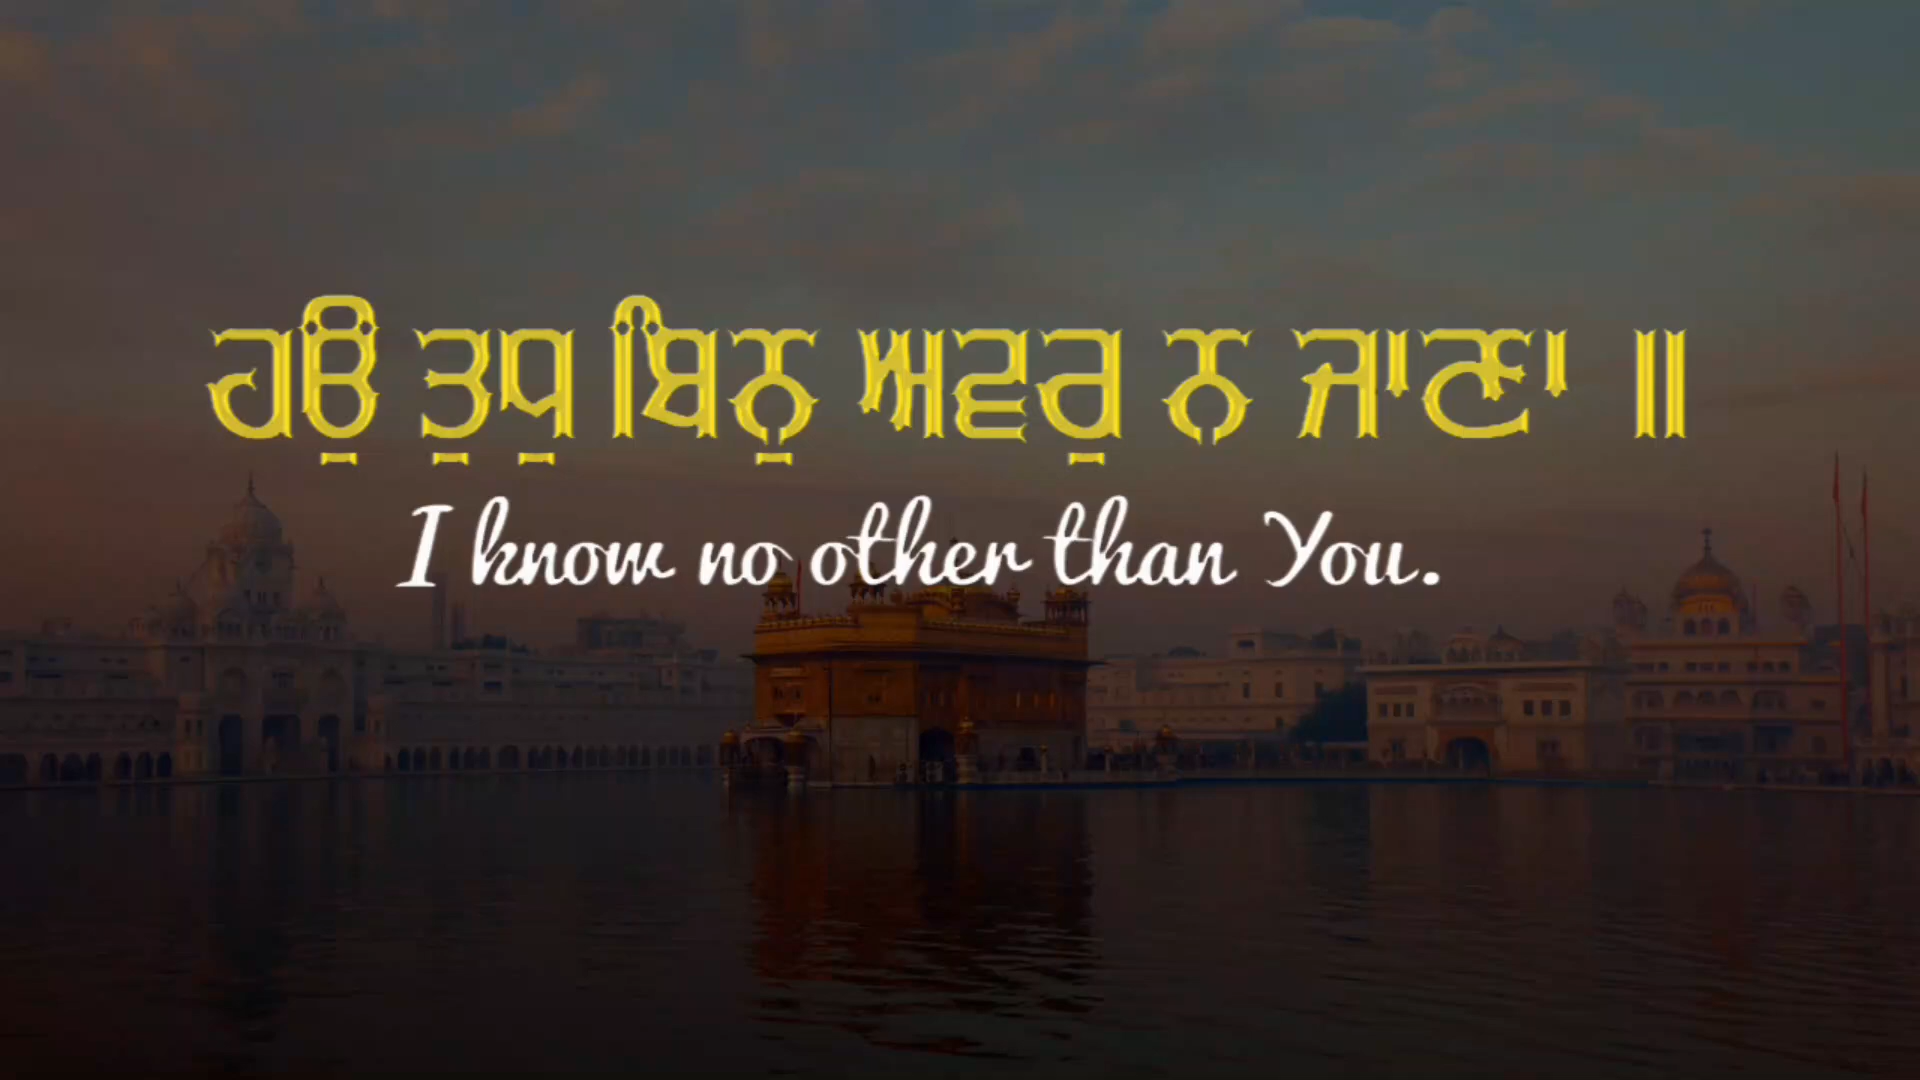 ਹਉ ਤੁਧੁ ਬਿਨੁ ਅਵਰੁ ਨ ਜਾਣਾ ॥
I know no other than You.